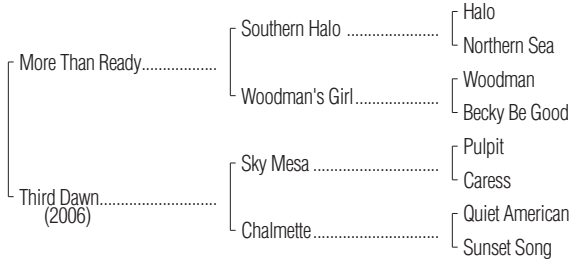 Halo
Southern Halo ...................
Northern Sea
More Than Ready...................
Woodman
Woodman's Girl .....................
Becky Be Good
Pulpit
Sky Mesa ..........................
Caress
Third Dawn.............................
(2006)
Quiet American
Chalmette ..........................
Sunset Song